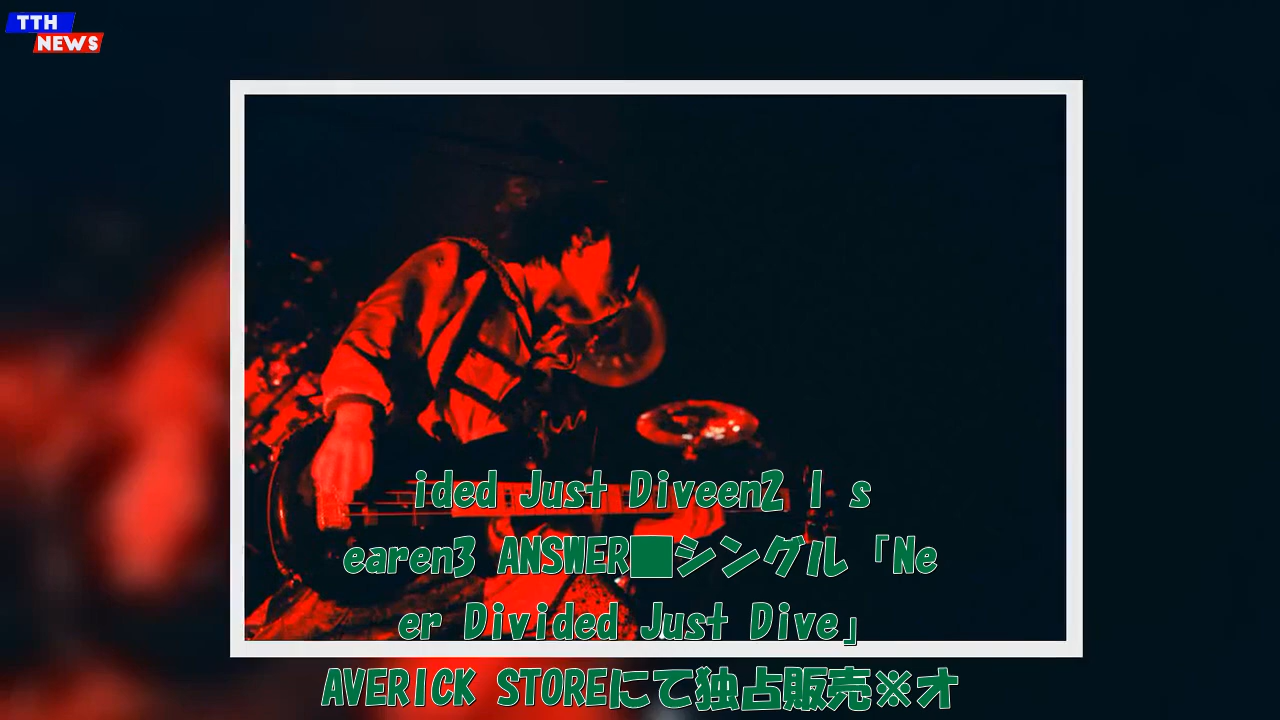 TTH
NEWS
ided Just Diveen2 I s
earen3 ANSWER■シングル「Ne
er Divided Just Dive」
AVERICK STOREにて独占販売※オ